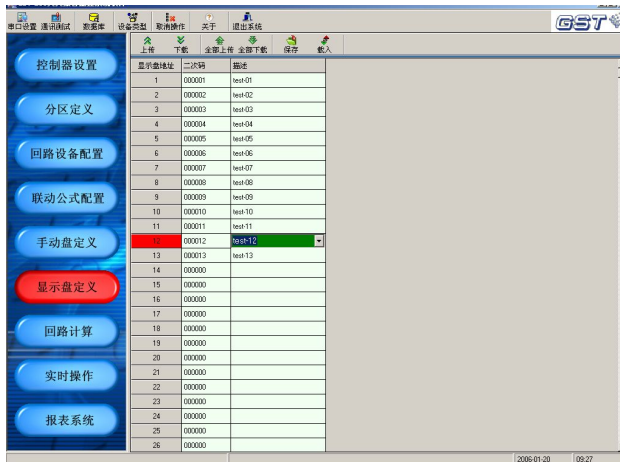 串口设置 通讯测试 数据库 设备类型 取消操作 关于 退出系统
GST
上传 下载 全部上传 全部下载 保存 载入
控制器设置
分区定义
回路设备配置
联动公式配置
手动盘定义
显示盘定义
回路计算
实时操作
报表系统
显示盘地址 二次码 描述
1 000001 test-01
2 000002 test-02
3 000003 test-03
4 000004 test-04
5 000005 test-05
6 000006 test-06
7 000007 test-07
8 000008 test-08
9 000009 test-09
10 000010 test-10
11 000011 test-11
12 000012 test-12
13 000013 test-13
14 000000
15 000000
16 000000
17 000000
18 000000
19 000000
20 000000
21 000000
22 000000
23 000000
24 000000
25 000000
26 000000
2006-01-20 09:27